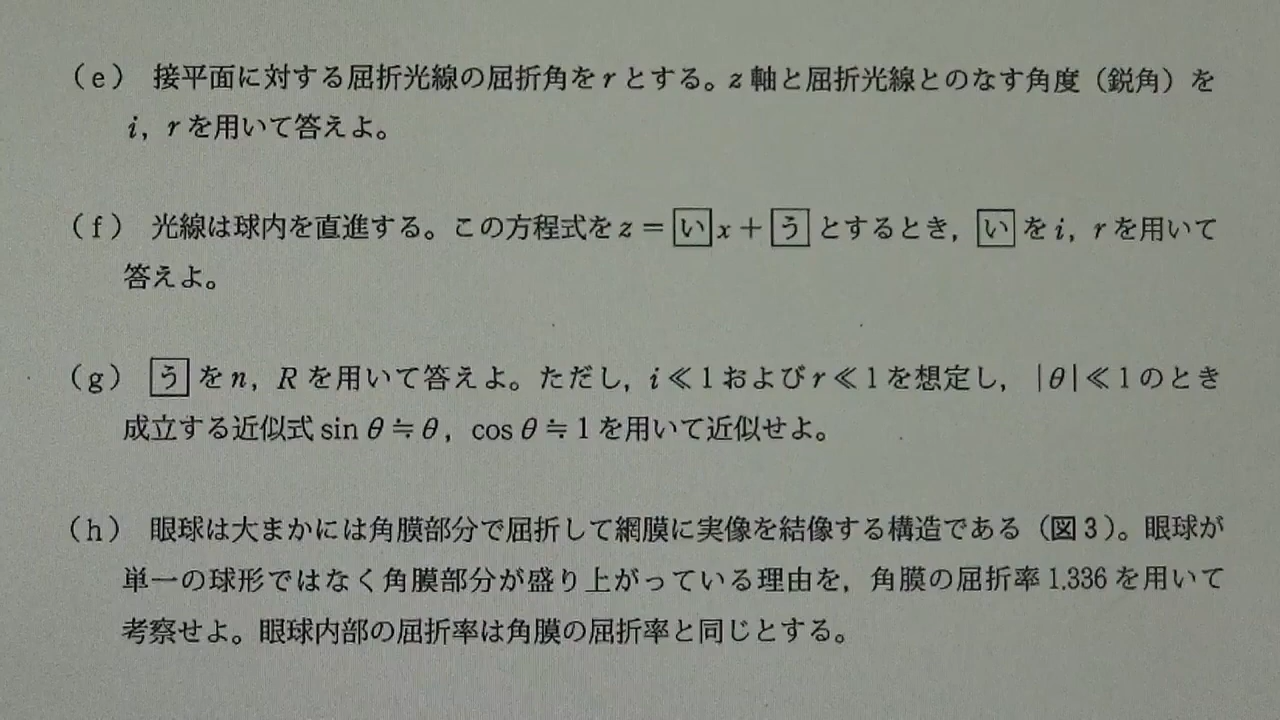 (e) 接平面に対する屈折光線の屈折角をrとする。z軸と屈折光線とのなす角度(鋭角)を
i, rを用いて答えよ。
(f) 光線は球内を直進する。この方程式をz=いx+うとするとき, いをi, rを用いて
答えよ。
(g) うをn, Rを用いて答えよ。ただし, i≪1およびr≪1を想定し, |θ|≪1のとき
成立する近似式 sin θ≒θ, cos θ≒1を用いて近似せよ。
(h) 眼球は大まかには角膜部分で屈折して網膜に実像を結像する構造である(図3)。眼球が
単一の球形ではなく角膜部分が盛り上がっている理由を, 角膜の屈折率1.336を用いて
考察せよ。眼球内部の屈折率は角膜の屈折率と同じとする。